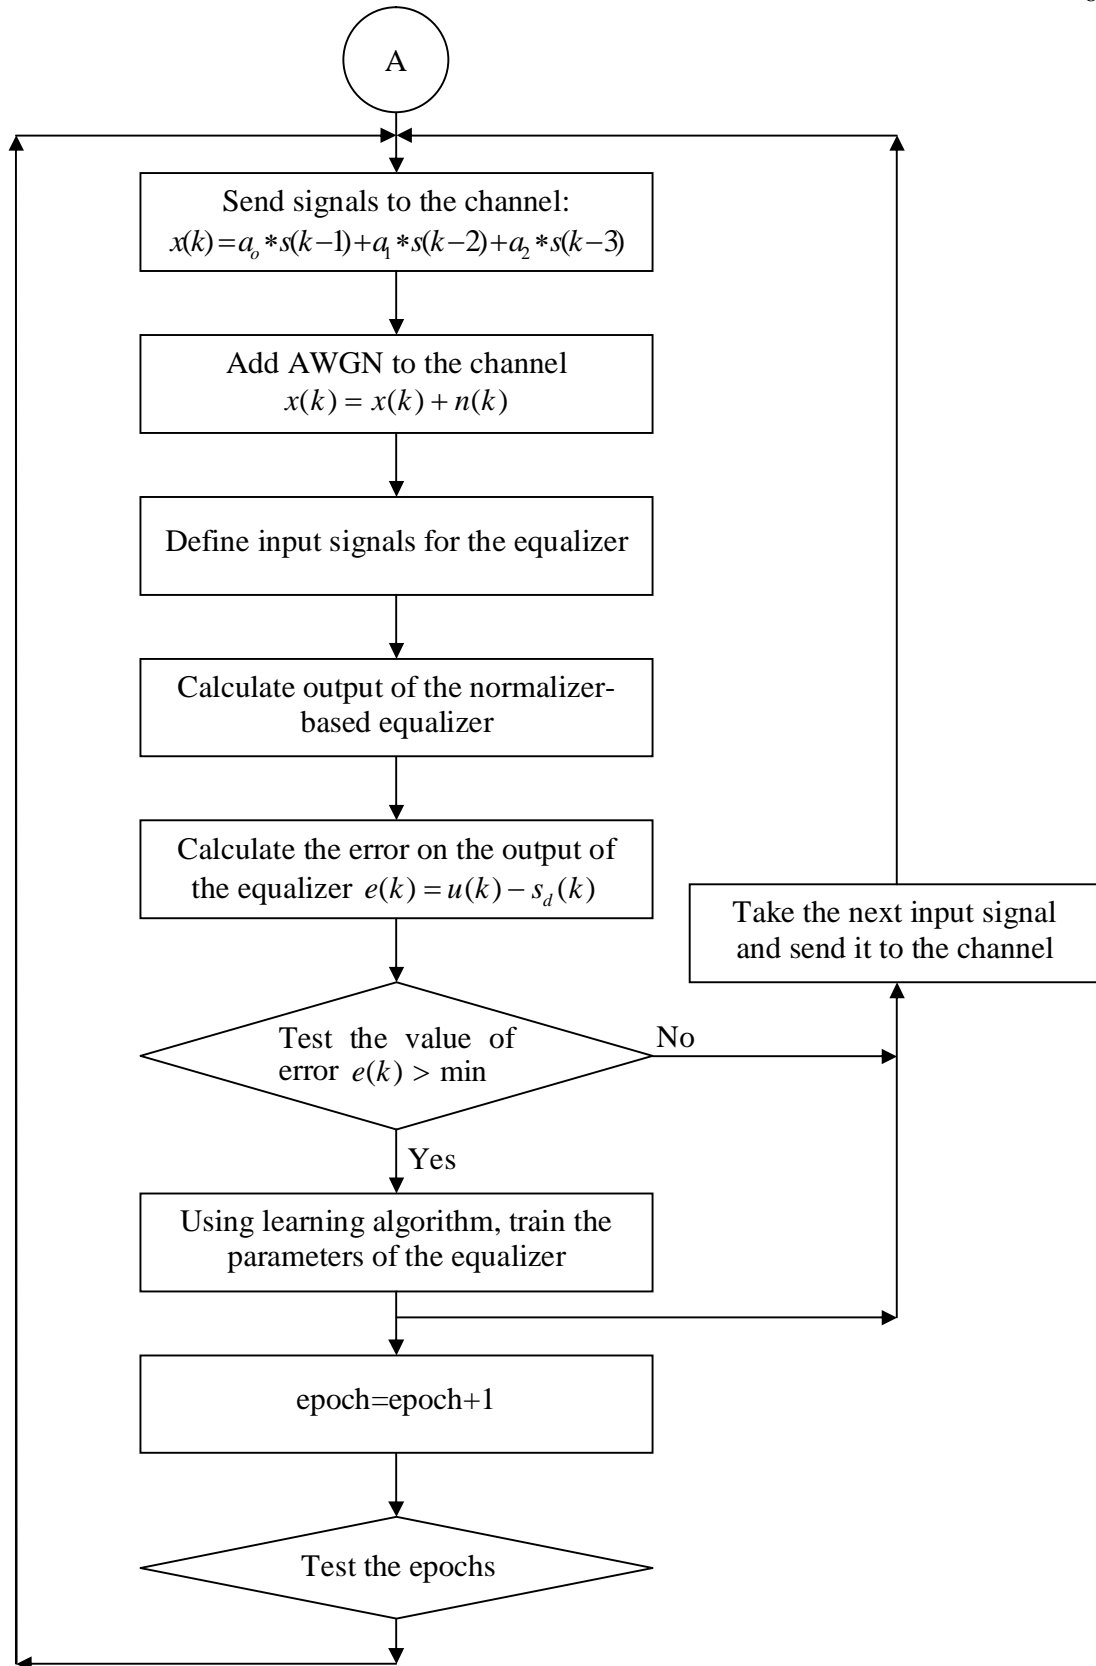 A
Send signals to the channel:
x(k)=a_o*s(k−1)+a_1*s(k−2)+a_2*s(k−3)
Add AWGN to the channel
x(k) = x(k) + n(k)
Define input signals for the equalizer
Calculate output of the normalizer-
based equalizer
Calculate the error on the output of
the equalizer e(k) = u(k) − s_d(k)
Take the next input signal
and send it to the channel
Test the value of
error e(k) > min
No
Yes
Using learning algorithm, train the
parameters of the equalizer
epoch=epoch+1
Test the epochs